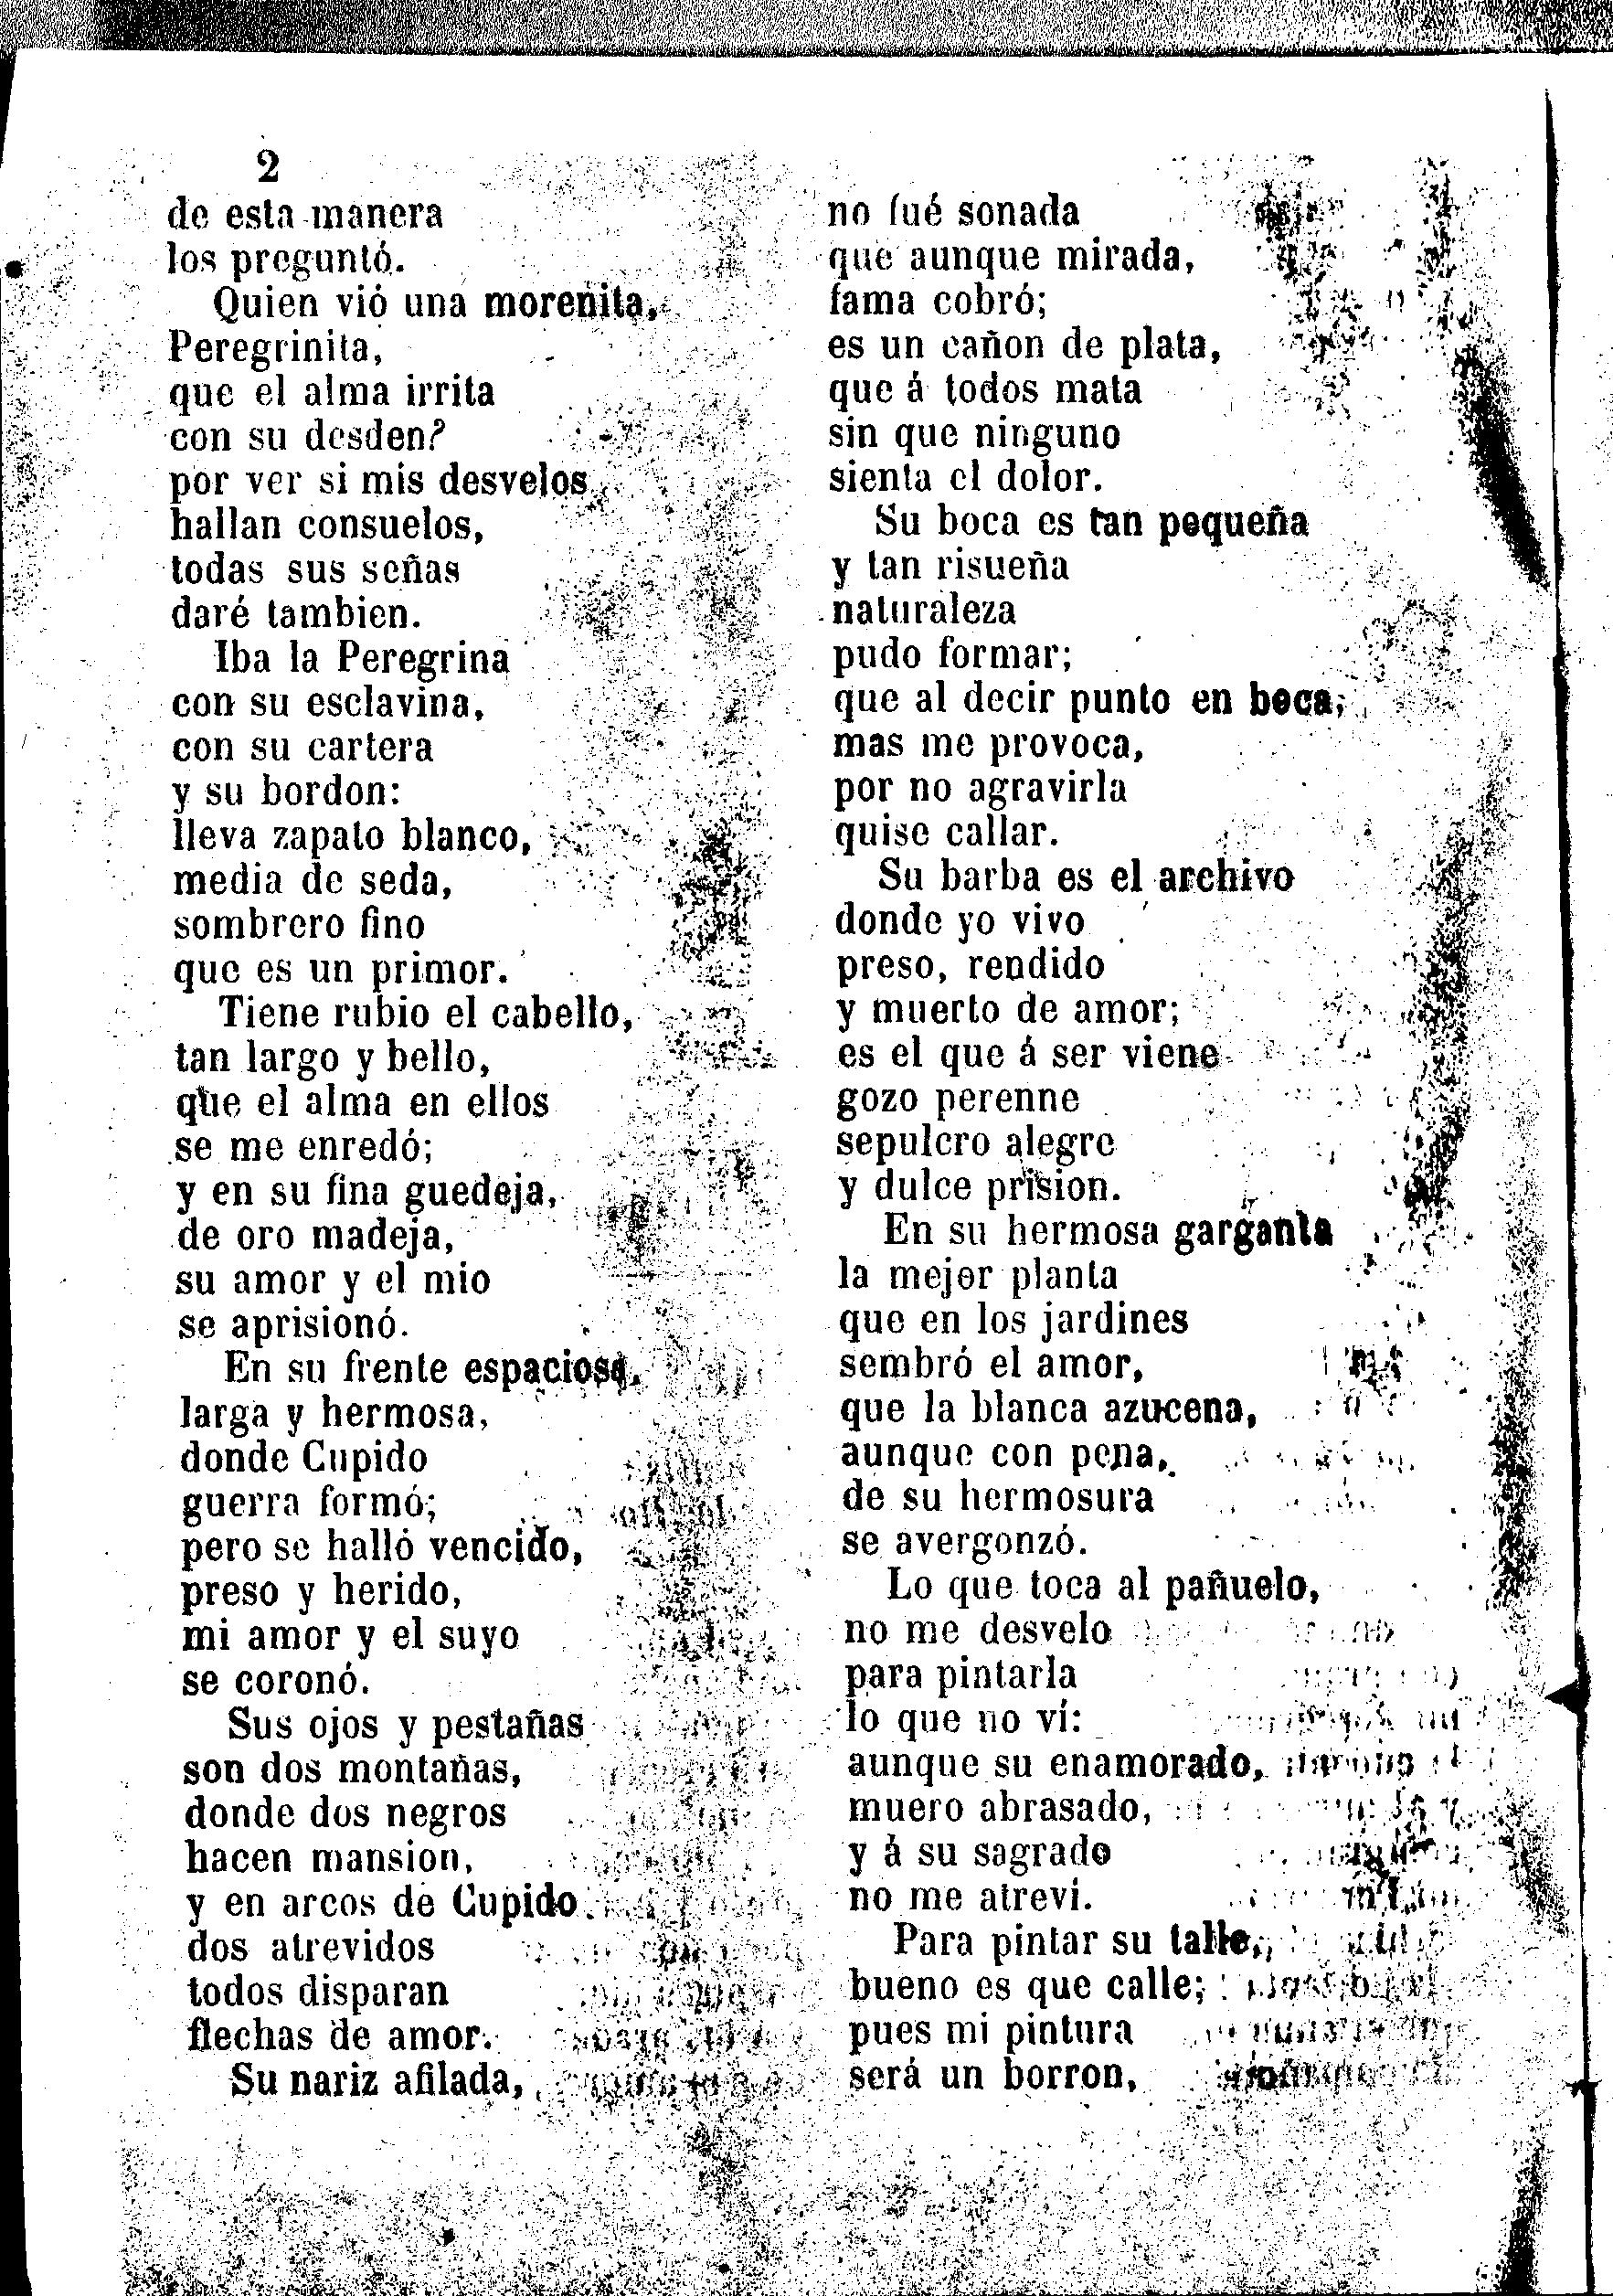 2
de esta manera
los preguntó.
Quien vió una morenita,
Peregrinita,
que el alma irrita
con su desden?
por ver si mis desvelos
hallan consuelos,
todas sus señas
daré tambien.
Iba la Peregrina
con su esclavina,
con su cartera
y su bordon:
lleva zapato blanco,
media de seda,
sombrero fino
que es un primor.
Tiene rubio el cabello,
tan largo y bello,
que el alma en ellos
se me enredó;
y en su fina guedeja,
de oro madeja,
su amor y el mio
se aprisionó.
En su frente espaciosa,
larga y hermosa,
donde Cupido
guerra formó;
pero se halló vencido,
preso y herido,
mi amor y el suyo
se coronó.
Sus ojos y pestañas
son dos montañas,
donde dos negros
hacen mansion,
y en arcos de Cupido
dos atrevidos
todos disparan
flechas de amor.
Su nariz afilada,
no fué sonada
que aunque mirada,
fama cobró;
es un cañon de plata,
que á todos mata
sin que ninguno
sienta el dolor.
Su boca es tan pequeña
y tan risueña
naturaleza
pudo formar;
que al decir punto en boca;
mas me provoca,
por no agravirla
quise callar.
Su barba es el archivo
donde yo vivo
preso, rendido
y muerto de amor;
es el que á ser viene
gozo perenne
sepulcro alegre
y dulce prision.
En su hermosa garganta
la mejor planta
que en los jardines
sembró el amor,
que la blanca azucena,
aunque con pena,
de su hermosura
se avergonzó.
Lo que toca al pañuelo,
no me desvelo
para pintarla
lo que no ví:
aunque su enamorado,
muero abrasado,
y á su sagrado
no me atreví.
Para pintar su talle,
bueno es que calle;
pues mi pintura
será un borron,